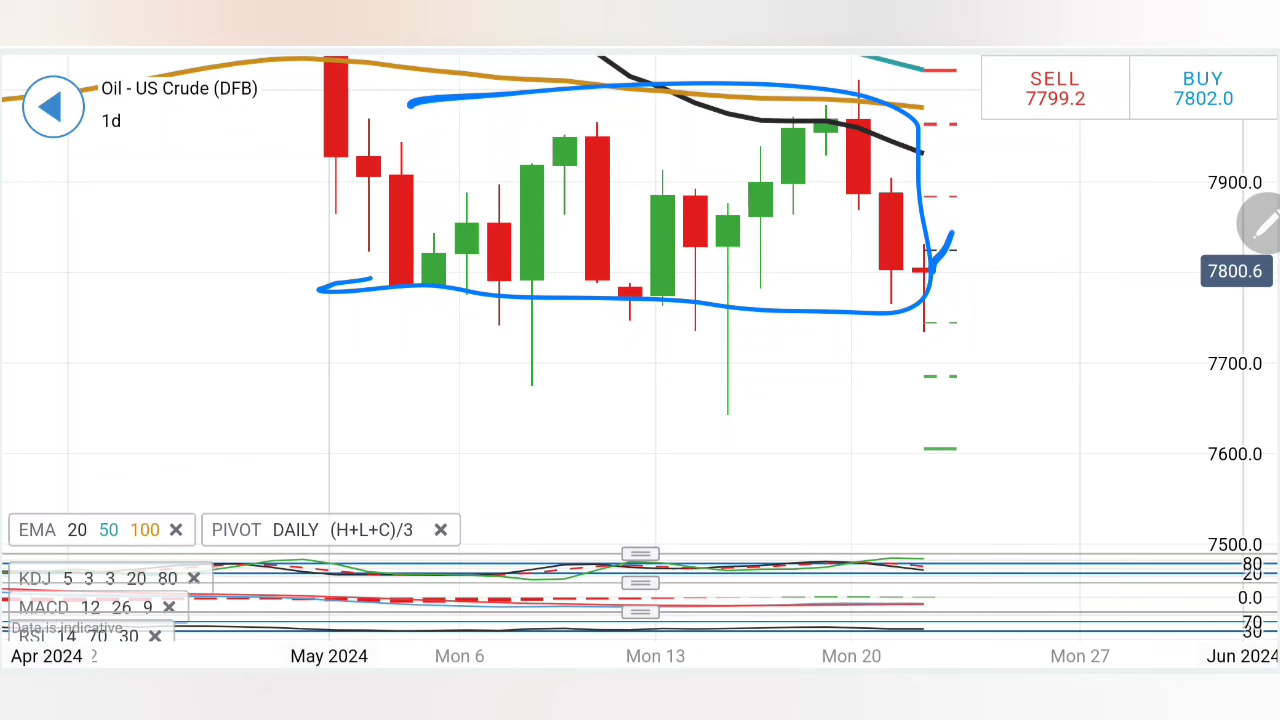 Oil - US Crude (DFB)
1d
SELL
7799.2
BUY
7802.0
7900.0
7800.6
7700.0
7600.0
7500.0
EMA 20 50 100
PIVOT DAILY (H+L+C)/3
80
20
KDJ 5 3 3 20 80
0.0
MACD 12 26 9
Data is indicative
70
30
RSI 14 70 30
Apr 2024 2
May 2024
Mon 6
Mon 13
Mon 20
Mon 27
Jun 2024